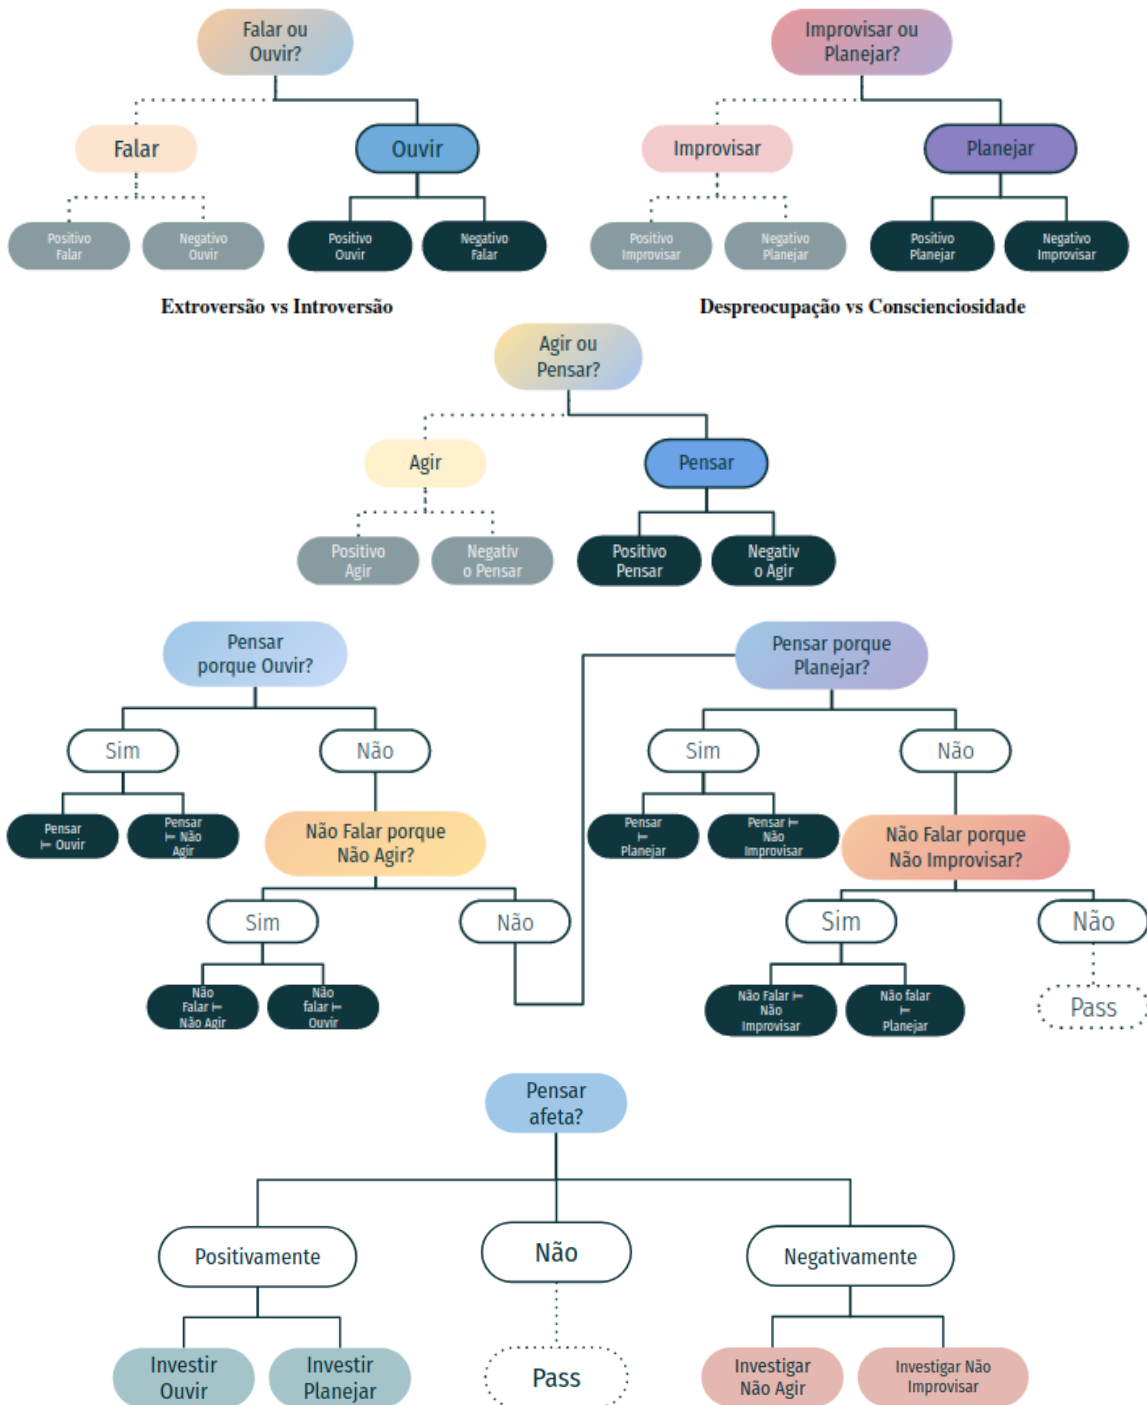 Falar ou
Ouvir?
Improvisar ou
Planejar?
Falar
Ouvir
Improvisar
Planejar
Positivo
Falar
Negativo
Ouvir
Positivo
Ouvir
Negativo
Falar
Positivo
Improvisar
Negativo
Planejar
Positivo
Planejar
Negativo
Improvisar
Extroversão vs Introversão
Despreocupação vs Conscienciosidade
Agir ou
Pensar?
Agir
Pensar
Positivo
Agir
Negativ
o Pensar
Positivo
Pensar
Negativ
o Agir
Pensar
porque Ouvir?
Sim
Não
Pensar
⊢ Ouvir
Pensar
⊢ Não
Agir
Não Falar porque
Não Agir?
Sim
Não
Não
Falar ⊢
Não Agir
Não
falar ⊢
Ouvir
Pensar porque
Planejar?
Sim
Não
Pensar
⊢
Planejar
Pensar ⊢
Não
Improvisar
Não Falar porque
Não Improvisar?
Sim
Não
Não Falar ⊢
Não
Improvisar
Não falar
⊢
Planejar
Pass
Pensar
afeta?
Positivamente
Não
Negativamente
Investir
Ouvir
Investir
Planejar
Pass
Investigar
Não Agir
Investigar Não
Improvisar